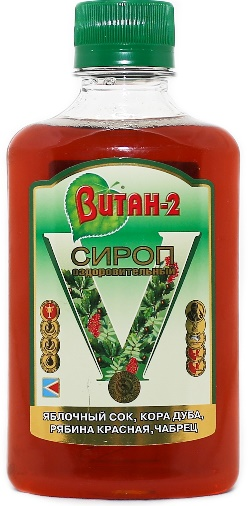 Витан-2
СИРОП
оздоровительный
ЯБЛОЧНЫЙ СОК, КОРА ДУБА,
РЯБИНА КРАСНАЯ, ЧАБРЕЦ